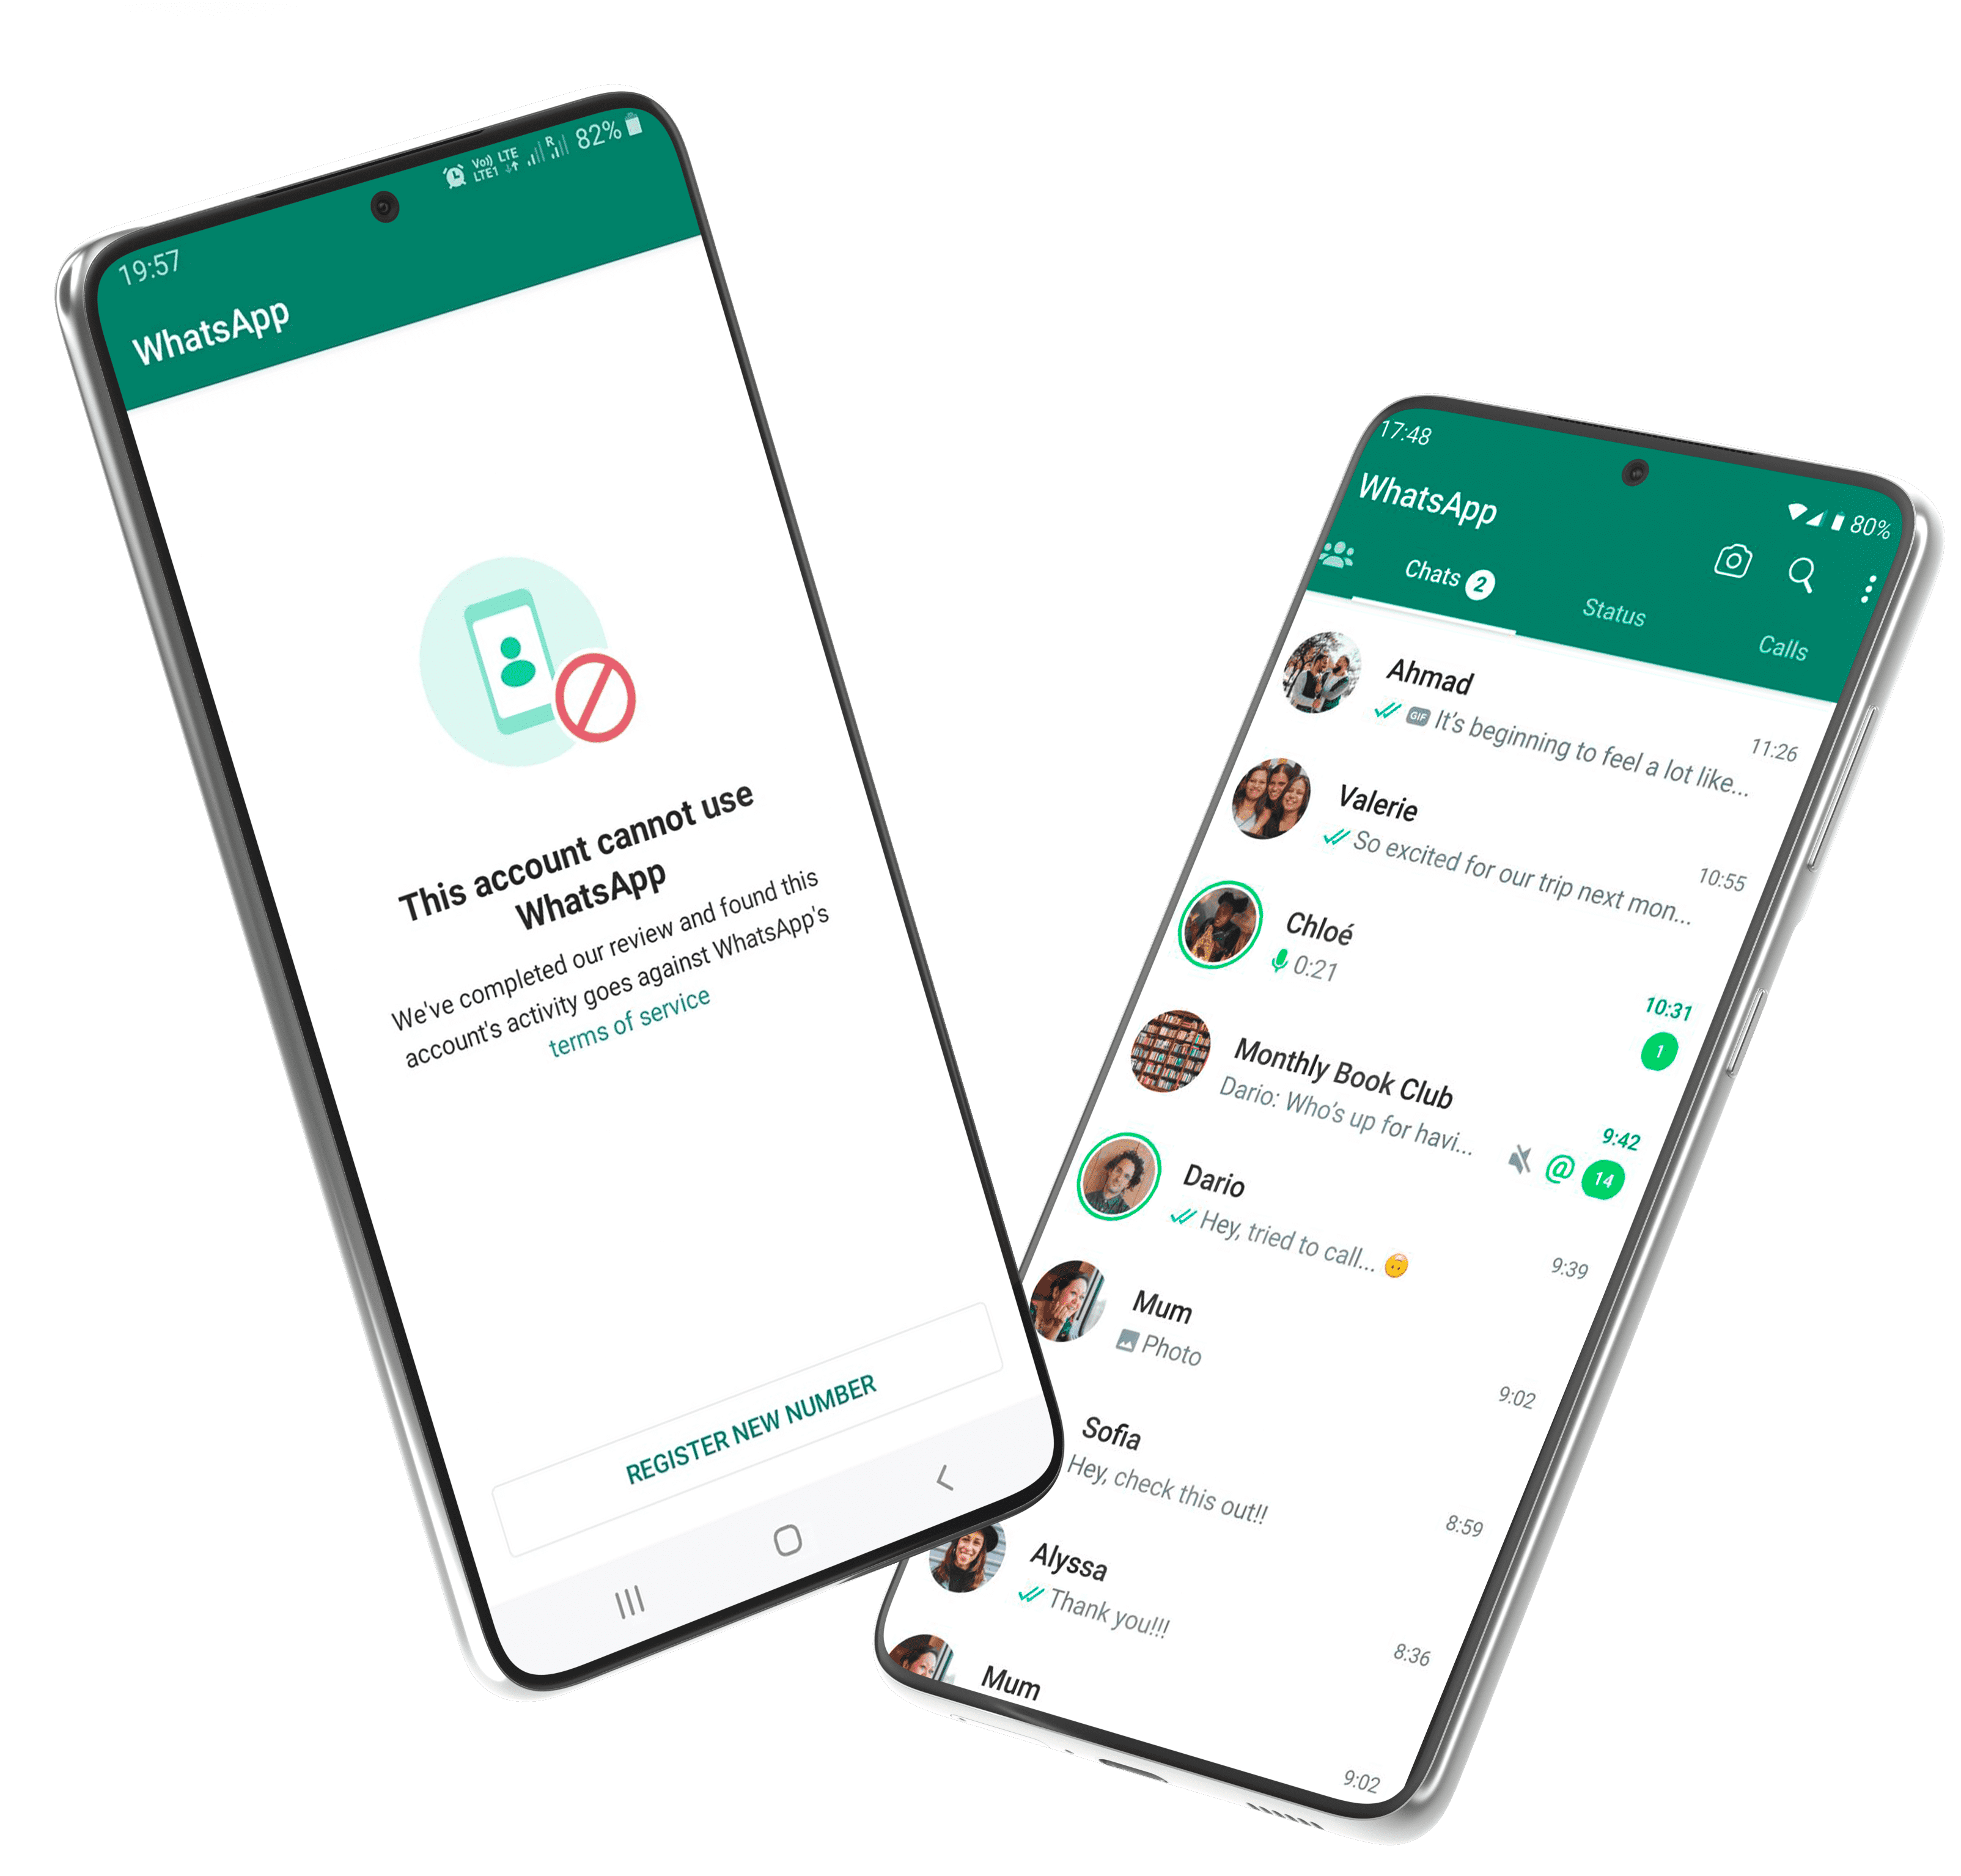 19:57
Vo)) LTE
LTE1
R
82%
WhatsApp
This account cannot use
WhatsApp
We've completed our review and found this
account's activity goes against WhatsApp's
terms of service
REGISTER NEW NUMBER
17:48
80%
WhatsApp
Chats 2
Status
Calls
Ahmad
GIF It's beginning to feel a lot like...
11:26
Valerie
So excited for our trip next mon...
10:55
Chloé
0:21
10:31
1
Monthly Book Club
Dario: Who's up for havi...
9:42
@ 14
Dario
Hey, tried to call... 🙃
9:39
Mum
Photo
9:02
Sofia
Hey, check this out!!
8:59
Alyssa
Thank you!!!
8:36
Mum
9:02